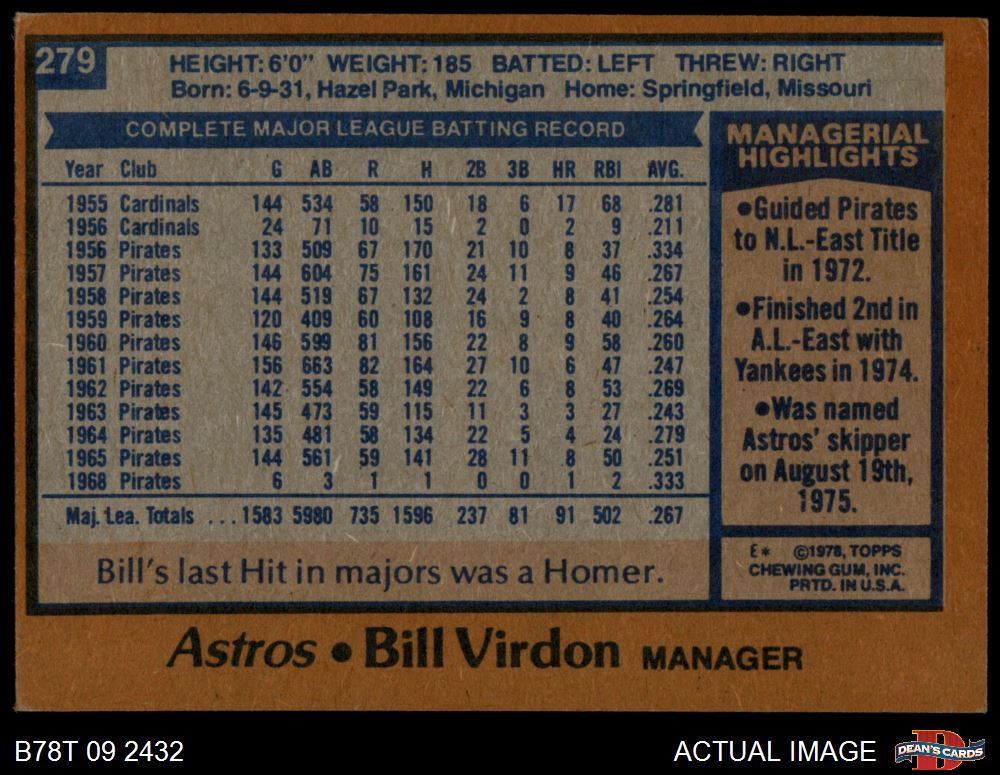 279
HEIGHT: 6'0" WEIGHT: 185 BATTED: LEFT THREW: RIGHT
Born: 6-9-31, Hazel Park, Michigan Home: Springfield, Missouri
COMPLETE MAJOR LEAGUE BATTING RECORD
Year Club G AB R H 2B 3B HR RBI AVG.
1955 Cardinals 144 534 58 150 18 6 17 68 .281
1956 Cardinals 24 71 10 15 2 0 2 9 .211
1956 Pirates 133 509 67 170 21 10 8 37 .334
1957 Pirates 144 604 75 161 24 11 9 46 .267
1958 Pirates 144 519 67 132 24 2 8 41 .254
1959 Pirates 120 409 60 108 16 9 8 40 .264
1960 Pirates 146 599 81 156 22 8 9 58 .260
1961 Pirates 156 663 82 164 27 10 6 47 .247
1962 Pirates 142 554 58 149 22 6 8 53 .269
1963 Pirates 145 473 59 115 11 3 3 27 .243
1964 Pirates 135 481 58 134 22 5 4 24 .279
1965 Pirates 144 561 59 141 28 11 8 50 .251
1968 Pirates 6 3 1 1 0 0 1 2 .333
Maj. Lea. Totals ... 1583 5980 735 1596 237 81 91 502 .267
Bill's last Hit in majors was a Homer.
MANAGERIAL
HIGHLIGHTS
•Guided Pirates
to N.L.-East Title
in 1972.
•Finished 2nd in
A.L.-East with
Yankees in 1974.
•Was named
Astros' skipper
on August 19th,
1975.
E* ©1978, TOPPS
CHEWING GUM, INC.
PRTD. IN U.S.A.
Astros • Bill Virdon MANAGER
B78T 09 2432
ACTUAL IMAGE
D
DEAN'S CARDS